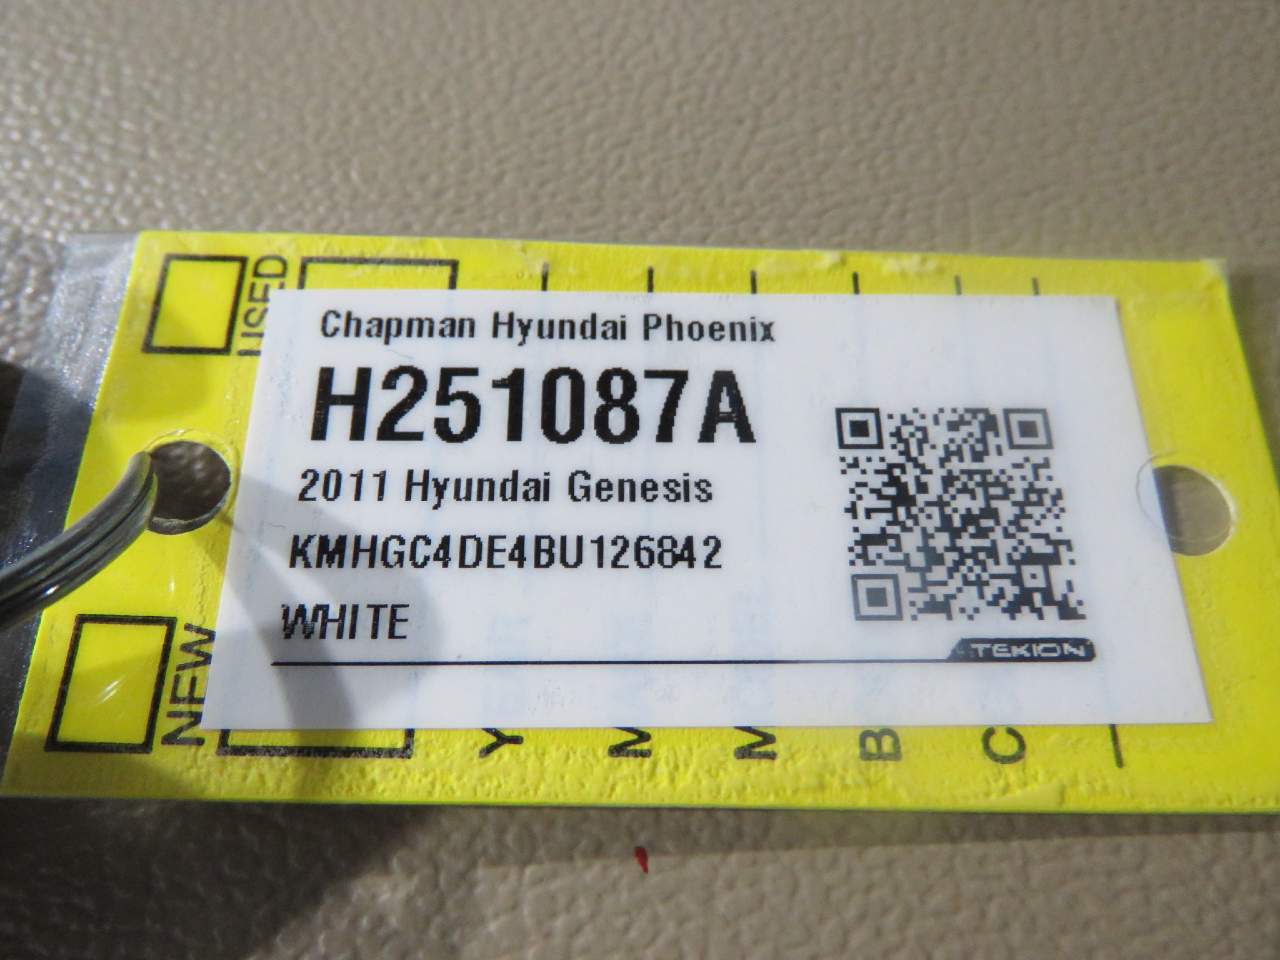 USED
Chapman Hyundai Phoenix
H251087A
2011 Hyundai Genesis
KMHGC4DE4BU126842
WHITE
TEKION
NEW
Y
M
M
B
C